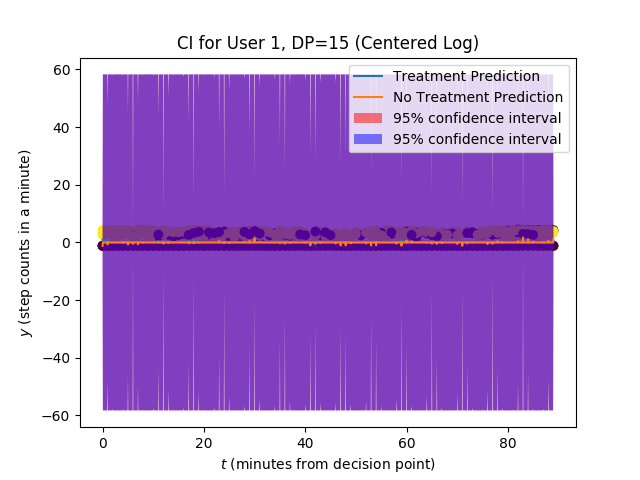 CI for User 1, DP=15 (Centered Log)
Treatment Prediction
No Treatment Prediction
95% confidence interval
95% confidence interval
60
40
20
0
−20
−40
−60
y (step counts in a minute)
0 20 40 60 80
t (minutes from decision point)